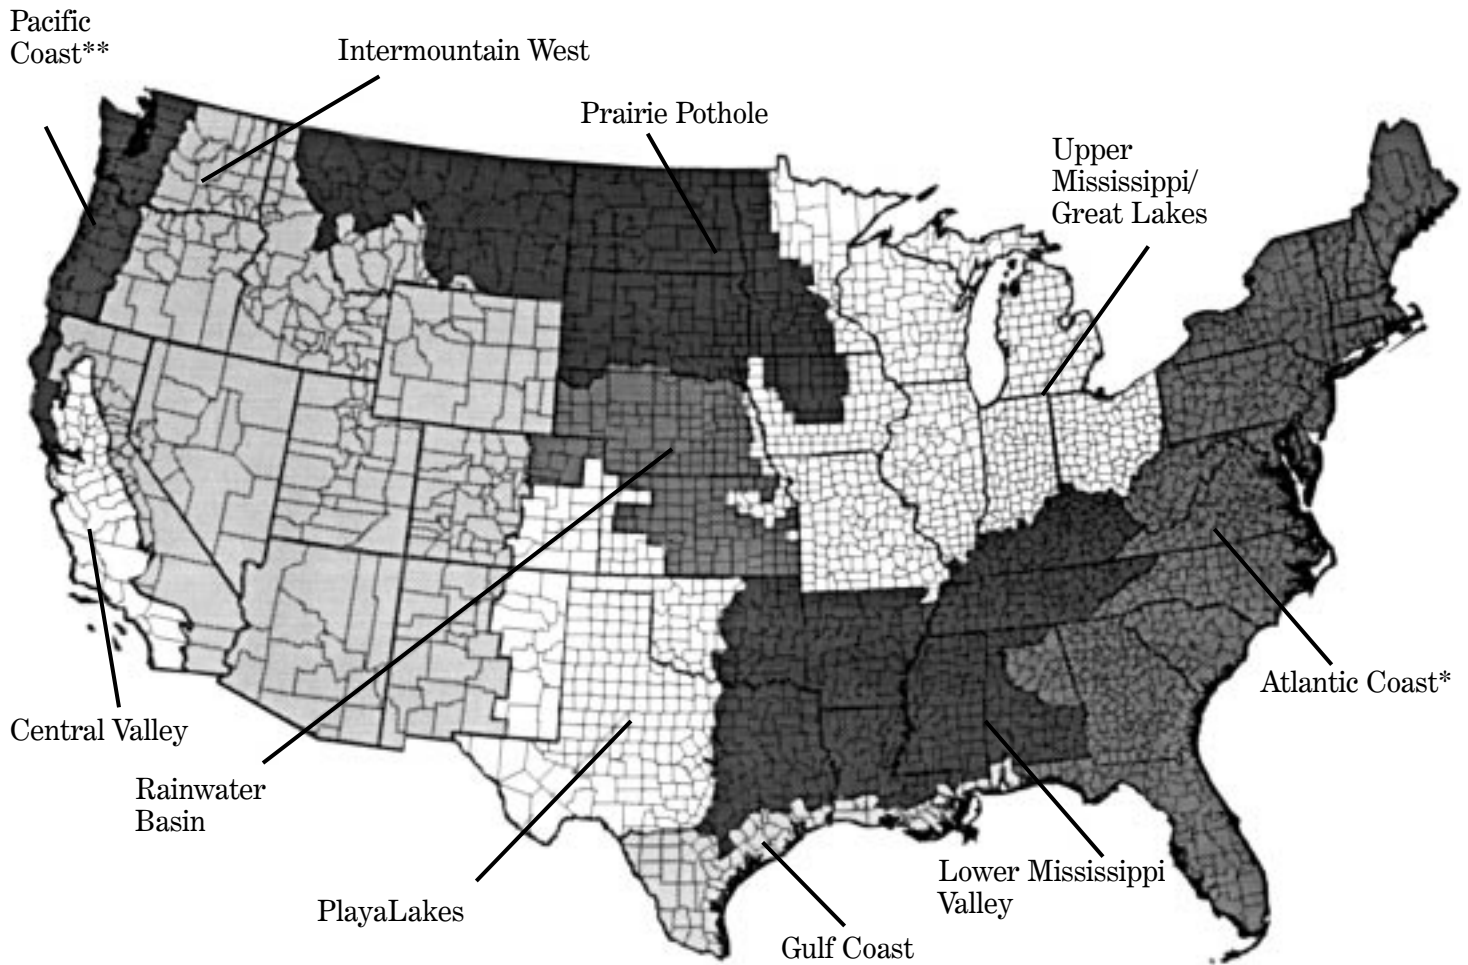 Pacific
Coast**
Intermountain West
Prairie Pothole
Upper
Mississippi/
Great Lakes
Atlantic Coast*
Central Valley
Rainwater
Basin
PlayaLakes
Lower Mississippi
Valley
Gulf Coast